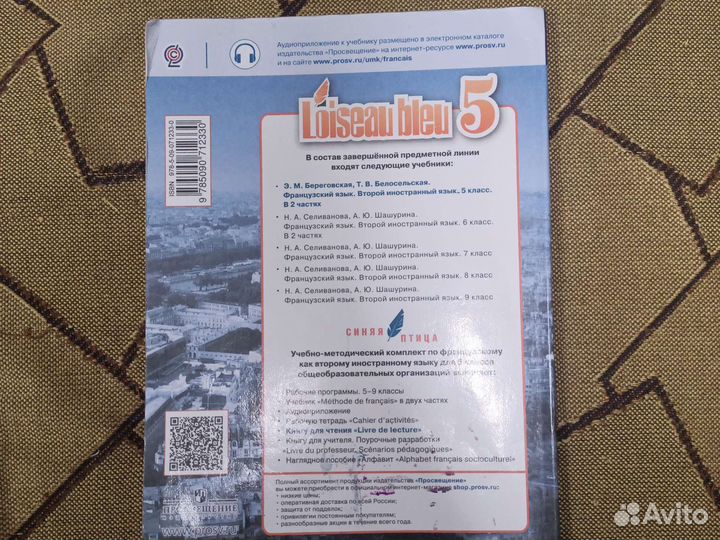 Аудиоприложение к учебнику размещено в электронном каталоге
издательства «Просвещение» на интернет-ресурсе www.prosv.ru
и на сайте www.prosv.ru/umk/francais
L'oiseau bleu 5
В состав завершённой предметной линии
входят следующие учебники:
• Э. М. Береговская, Т. В. Белосельская.
Французский язык. Второй иностранный язык. 5 класс.
В 2 частях
• Н. А. Селиванова, А. Ю. Шашурина.
Французский язык. Второй иностранный язык. 6 класс.
В 2 частях
• Н. А. Селиванова, А. Ю. Шашурина.
Французский язык. Второй иностранный язык. 7 класс
• Н. А. Селиванова, А. Ю. Шашурина.
Французский язык. Второй иностранный язык. 8 класс
• Н. А. Селиванова, А. Ю. Шашурина.
Французский язык. Второй иностранный язык. 9 класс
СИНЯЯ ПТИЦА
Учебно-методический комплект по французскому
как второму иностранному языку для 5 класса
общеобразовательных организаций включает:
Рабочие программы. 5–9 классы
Учебник «Méthode de français» в двух частях
• Аудиоприложение
• Рабочую тетрадь «Cahier d'activités»
Книгу для чтения «Livre de lecture»
• Книгу для учителя. Поурочные разработки
«Livre du professeur. Scénarios pédagogiques»
• Наглядное пособие «Алфавит «Alphabet français socioculturel»
Полный ассортимент продукции издательства «Просвещение»
вы можете приобрести в официальном интернет-магазине shop.prosv.ru:
• низкие цены;
• оперативная доставка по всей России;
• защита от подделок;
• привилегии постоянным покупателям;
• разнообразные акции в течение всего года.
ISBN 978-5-09-071233-0
9 785090 712330
ПРОСВЕЩЕНИЕ
www.prosv.ru
Avito